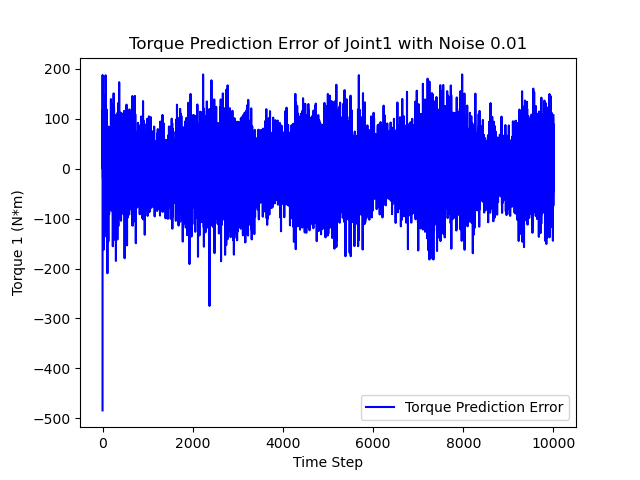 Torque Prediction Error of Joint1 with Noise 0.01
200
100
0
−100
−200
−300
−400
−500
Torque 1 (N*m)
Torque Prediction Error
0 2000 4000 6000 8000 10000
Time Step